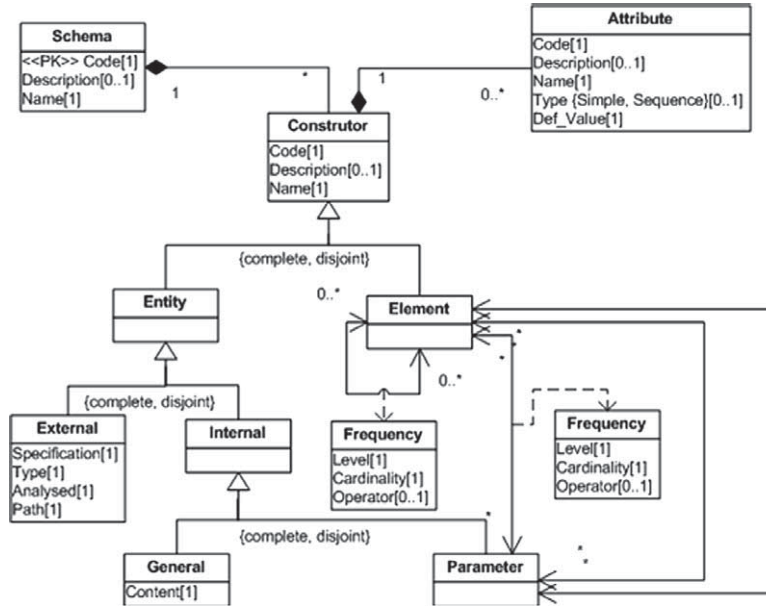 Schema
<<PK>> Code[1]
Description[0..1]
Name[1]
1
*
Attribute
Code[1]
Description[0..1]
Name[1]
Type {Simple, Sequence}[0..1]
Def_Value[1]
1
0..*
Construtor
Code[1]
Description[0..1]
Name[1]
{complete, disjoint}
Entity
0..*
Element
0..*
*
*
*
{complete, disjoint}
External
Specification[1]
Type[1]
Analysed[1]
Path[1]
Internal
Frequency
Level[1]
Cardinality[1]
Operator[0..1]
Frequency
Level[1]
Cardinality[1]
Operator[0..1]
{complete, disjoint}
*
*
*
General
Content[1]
Parameter